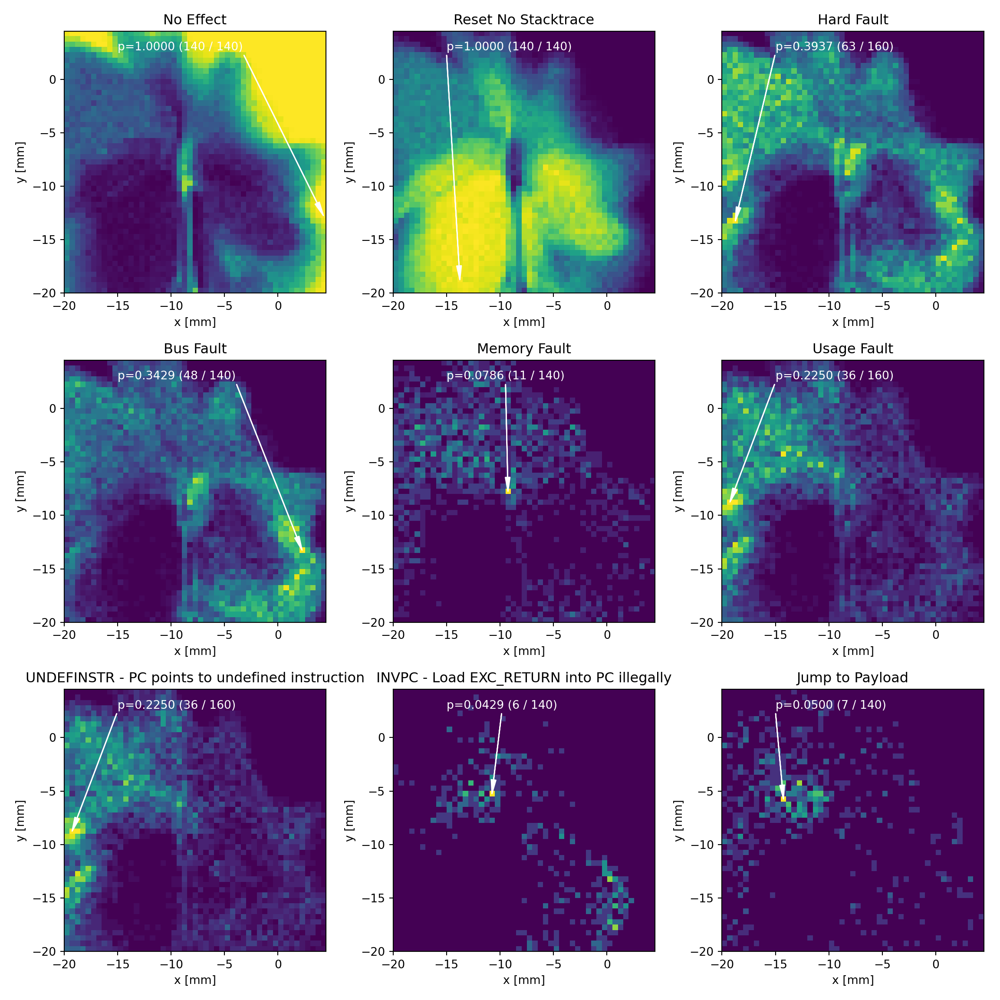 No Effect
p=1.0000 (140 / 140)
0
−5
−10
−15
−20
y [mm]
−20 −15 −10 −5 0
x [mm]
Reset No Stacktrace
p=1.0000 (140 / 140)
0
−5
−10
−15
−20
y [mm]
−20 −15 −10 −5 0
x [mm]
Hard Fault
p=0.3937 (63 / 160)
0
−5
−10
−15
−20
y [mm]
−20 −15 −10 −5 0
x [mm]
Bus Fault
p=0.3429 (48 / 140)
0
−5
−10
−15
−20
y [mm]
−20 −15 −10 −5 0
x [mm]
Memory Fault
p=0.0786 (11 / 140)
0
−5
−10
−15
−20
y [mm]
−20 −15 −10 −5 0
x [mm]
Usage Fault
p=0.2250 (36 / 160)
0
−5
−10
−15
−20
y [mm]
−20 −15 −10 −5 0
x [mm]
UNDEFINSTR - PC points to undefined instruction
p=0.2250 (36 / 160)
0
−5
−10
−15
−20
y [mm]
−20 −15 −10 −5 0
x [mm]
INVPC - Load EXC_RETURN into PC illegally
p=0.0429 (6 / 140)
0
−5
−10
−15
−20
y [mm]
−20 −15 −10 −5 0
x [mm]
Jump to Payload
p=0.0500 (7 / 140)
0
−5
−10
−15
−20
y [mm]
−20 −15 −10 −5 0
x [mm]